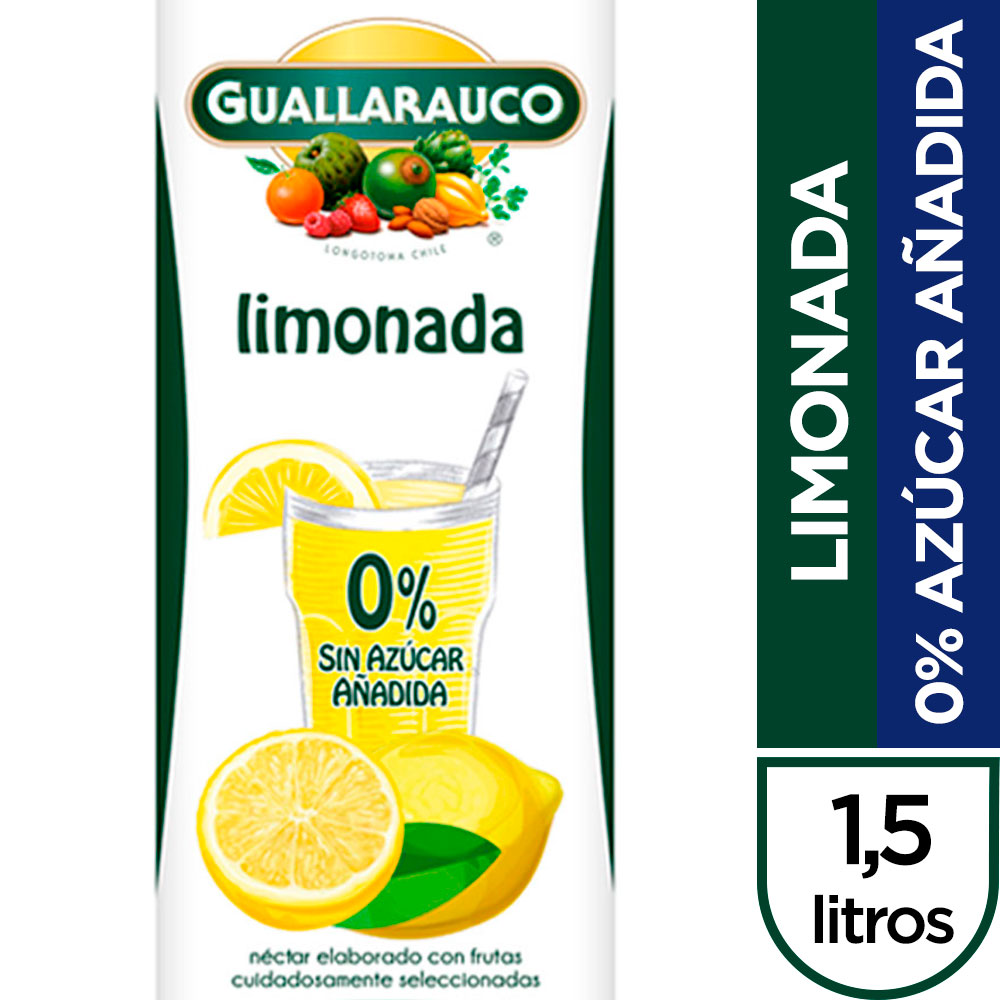 GUALLARAUCO
LONGOTOMA CHILE
®
limonada
0%
SIN AZÚCAR
AÑADIDA
néctar elaborado con frutas
cuidadosamente seleccionadas
LIMONADA
0% AZÚCAR AÑADIDA
1,5
litros